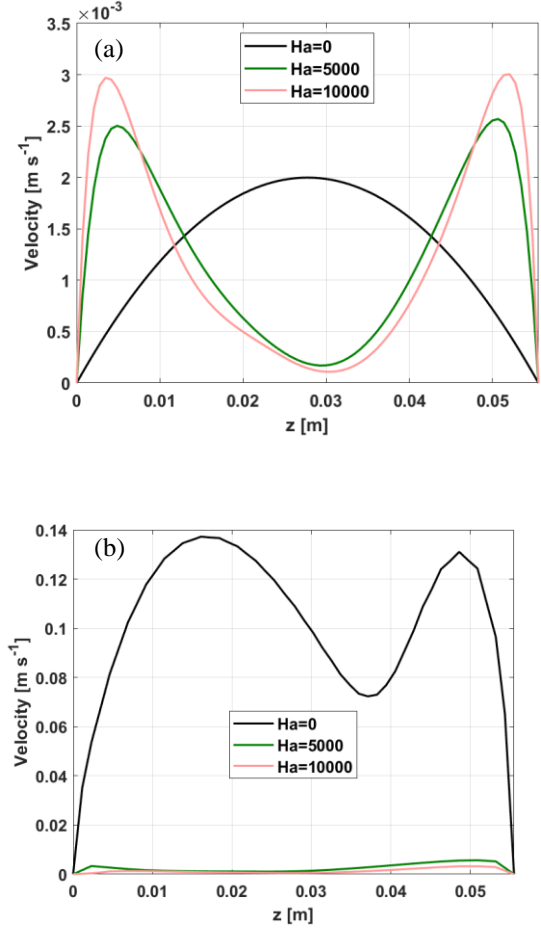 ×10⁻³
(a)
Ha=0
Ha=5000
Ha=10000
Velocity [m s⁻¹]
3.5
3
2.5
2
1.5
1
0.5
0
0 0.01 0.02 0.03 0.04 0.05
z [m]
(b)
Ha=0
Ha=5000
Ha=10000
Velocity [m s⁻¹]
0.14
0.12
0.1
0.08
0.06
0.04
0.02
0
0 0.01 0.02 0.03 0.04 0.05
z [m]